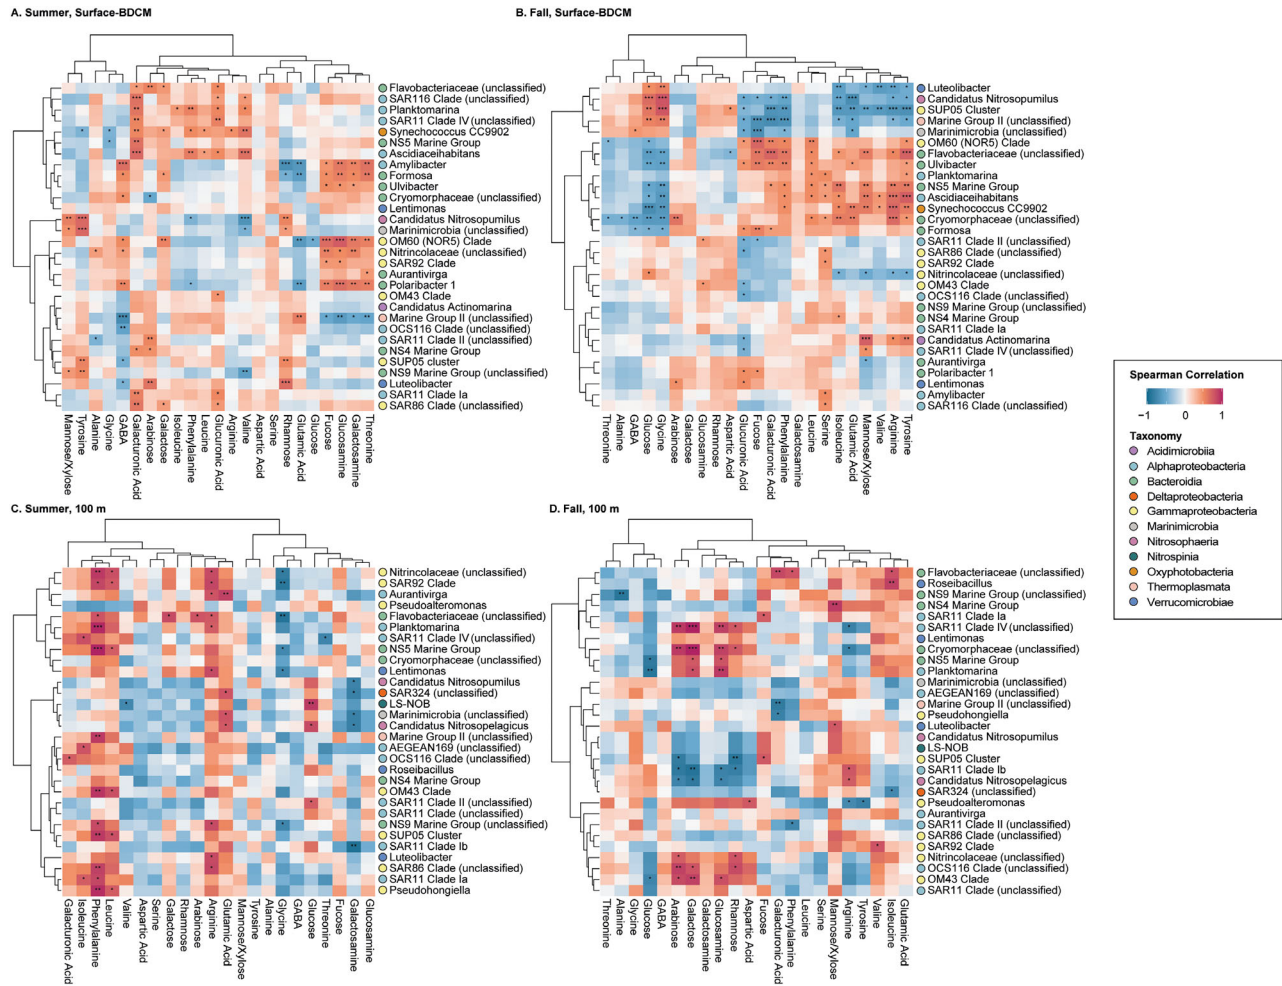 A. Summer, Surface-BDCM
Flavobacteriaceae (unclassified)
SAR116 Clade (unclassified)
Planktomarina
SAR11 Clade IV (unclassified)
Synechococcus CC9902
NS5 Marine Group
Ascidiaceihabitans
Amylibacter
Formosa
Ulvibacter
Cryomorphaceae (unclassified)
Lentimonas
Candidatus Nitrosopumilus
Marinimicrobia (unclassified)
OM60 (NOR5) Clade
Nitrincolaceae (unclassified)
SAR92 Clade
Aurantivirga
Polaribacter 1
OM43 Clade
Candidatus Actinomarina
Marine Group II (unclassified)
OCS116 Clade (unclassified)
SAR11 Clade II (unclassified)
NS4 Marine Group
SUP05 cluster
NS9 Marine Group (unclassified)
Luteolibacter
SAR11 Clade Ia
SAR86 Clade (unclassified)
Mannose/Xylose
Tyrosine
Alanine
Glycine
GABA
Galacturonic Acid
Arabinose
Galactose
Isoleucine
Phenylalanine
Leucine
Glucuronic Acid
Arginine
Valine
Aspartic Acid
Serine
Rhamnose
Glutamic Acid
Glucose
Fucose
Glucosamine
Galactosamine
Threonine
B. Fall, Surface-BDCM
Luteolibacter
Candidatus Nitrosopumilus
SUP05 Cluster
Marine Group II (unclassified)
Marinimicrobia (unclassified)
OM60 (NOR5) Clade
Flavobacteriaceae (unclassified)
Ulvibacter
Planktomarina
NS5 Marine Group
Ascidiaceihabitans
Synechococcus CC9902
Cryomorphaceae (unclassified)
Formosa
SAR11 Clade II (unclassified)
SAR86 Clade (unclassified)
SAR92 Clade
Nitrincolaceae (unclassified)
OM43 Clade
OCS116 Clade (unclassified)
NS9 Marine Group (unclassified)
NS4 Marine Group
SAR11 Clade Ia
Candidatus Actinomarina
SAR11 Clade IV (unclassified)
Aurantivirga
Polaribacter 1
Lentimonas
Amylibacter
SAR116 Clade (unclassified)
Threonine
Alanine
GABA
Glucose
Glycine
Arabinose
Galactose
Glucosamine
Rhamnose
Aspartic Acid
Glucuronic Acid
Fucose
Galacturonic Acid
Phenylalanine
Galactosamine
Leucine
Serine
Isoleucine
Glutamic Acid
Mannose/Xylose
Valine
Arginine
Tyrosine
Spearman Correlation
−1 0 1
Taxonomy
Acidimicrobiia
Alphaproteobacteria
Bacteroidia
Deltaproteobacteria
Gammaproteobacteria
Marinimicrobia
Nitrosophaeria
Nitrospinia
Oxyphotobacteria
Thermoplasmata
Verrucomicrobiae
C. Summer, 100 m
Nitrincolaceae (unclassified)
SAR92 Clade
Aurantivirga
Pseudoalteromonas
Flavobacteriaceae (unclassified)
Planktomarina
SAR11 Clade IV (unclassified)
NS5 Marine Group
Cryomorphaceae (unclassified)
Lentimonas
Candidatus Nitrosopumilus
SAR324 (unclassified)
LS-NOB
Marinimicrobia (unclassified)
Candidatus Nitrosopelagicus
Marine Group II (unclassified)
AEGEAN169 (unclassified)
OCS116 Clade (unclassified)
Roseibacillus
NS4 Marine Group
OM43 Clade
SAR11 Clade II (unclassified)
SAR11 Clade (unclassified)
NS9 Marine Group (unclassified)
SUP05 Cluster
SAR11 Clade Ib
Luteolibacter
SAR86 Clade (unclassified)
SAR11 Clade Ia
Pseudohongiella
Galacturonic Acid
Isoleucine
Phenylalanine
Leucine
Valine
Aspartic Acid
Serine
Galactose
Rhamnose
Arabinose
Arginine
Glutamic Acid
Mannose/Xylose
Tyrosine
Alanine
Glycine
GABA
Glucose
Threonine
Fucose
Galactosamine
Glucosamine
D. Fall, 100 m
Flavobacteriaceae (unclassified)
Roseibacillus
NS9 Marine Group (unclassified)
NS4 Marine Group
SAR11 Clade Ia
SAR11 Clade IV (unclassified)
Lentimonas
Cryomorphaceae (unclassified)
NS5 Marine Group
Planktomarina
Marinimicrobia (unclassified)
AEGEAN169 (unclassified)
Marine Group II (unclassified)
Pseudohongiella
Luteolibacter
Candidatus Nitrosopumilus
LS-NOB
SUP05 Cluster
SAR11 Clade Ib
Candidatus Nitrosopelagicus
SAR324 (unclassified)
Pseudoalteromonas
Aurantivirga
SAR11 Clade II (unclassified)
SAR86 Clade (unclassified)
SAR92 Clade
Nitrincolaceae (unclassified)
OCS116 Clade (unclassified)
OM43 Clade
SAR11 Clade (unclassified)
Threonine
Alanine
Glycine
Glucose
GABA
Arabinose
Galactose
Galactosamine
Glucosamine
Rhamnose
Aspartic Acid
Fucose
Galacturonic Acid
Phenylalanine
Leucine
Serine
Mannose/Xylose
Arginine
Tyrosine
Valine
Isoleucine
Glutamic Acid